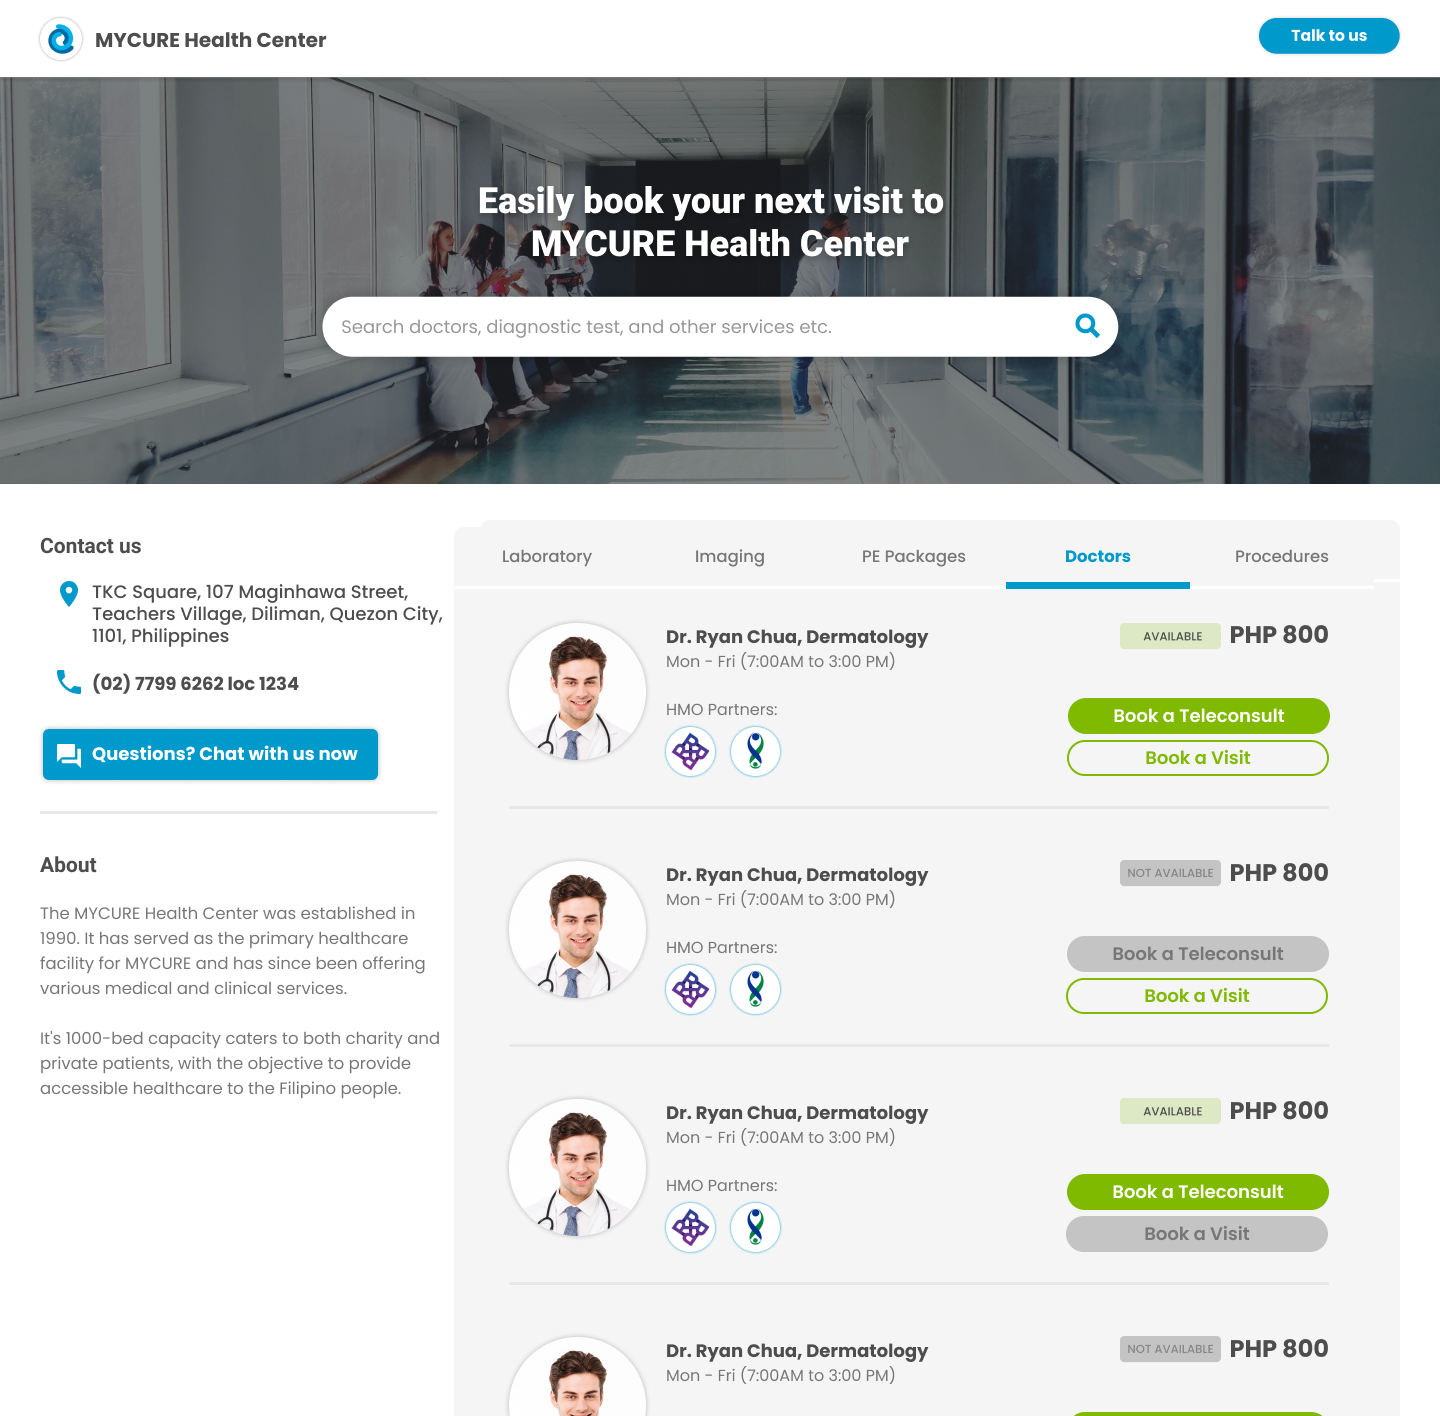 MYCURE Health Center
Talk to us
Easily book your next visit to
MYCURE Health Center
Search doctors, diagnostic test, and other services etc.
Contact us
TKC Square, 107 Maginhawa Street,
Teachers Village, Diliman, Quezon City,
1101, Philippines
(02) 7799 6262 loc 1234
Questions? Chat with us now
About
The MYCURE Health Center was established in
1990. It has served as the primary healthcare
facility for MYCURE and has since been offering
various medical and clinical services.
It's 1000-bed capacity caters to both charity and
private patients, with the objective to provide
accessible healthcare to the Filipino people.
Laboratory
Imaging
PE Packages
Doctors
Procedures
Dr. Ryan Chua, Dermatology
Mon - Fri (7:00AM to 3:00 PM)
HMO Partners:
AVAILABLE
PHP 800
Book a Teleconsult
Book a Visit
Dr. Ryan Chua, Dermatology
Mon - Fri (7:00AM to 3:00 PM)
HMO Partners:
NOT AVAILABLE
PHP 800
Book a Teleconsult
Book a Visit
Dr. Ryan Chua, Dermatology
Mon - Fri (7:00AM to 3:00 PM)
HMO Partners:
AVAILABLE
PHP 800
Book a Teleconsult
Book a Visit
Dr. Ryan Chua, Dermatology
Mon - Fri (7:00AM to 3:00 PM)
NOT AVAILABLE
PHP 800